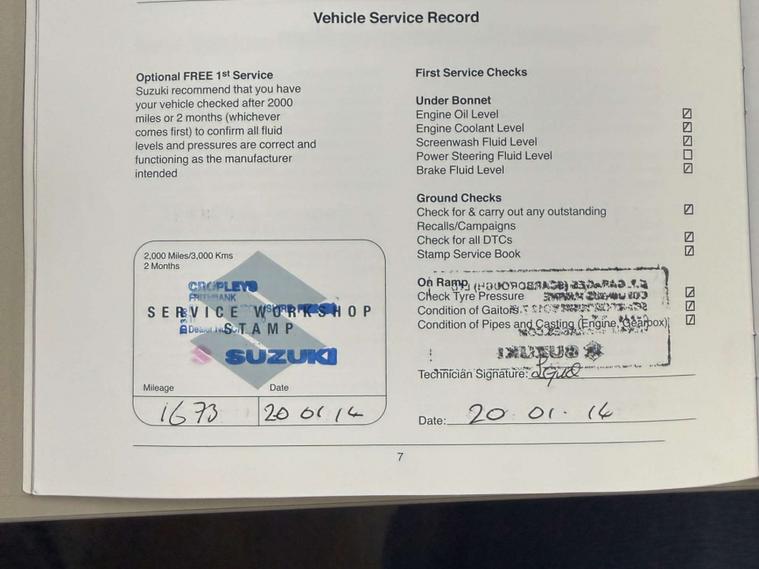 Vehicle Service Record
Optional FREE 1st Service
Suzuki recommend that you have
your vehicle checked after 2000
miles or 2 months (whichever
comes first) to confirm all fluid
levels and pressures are correct and
functioning as the manufacturer
intended
2,000 Miles/3,000 Kms
2 Months
CROPLEYS
FRITHBANK
SERVICE WORKSHOP
STAMP
SUZUKI
Mileage
Date
1673
20 01 14
First Service Checks
Under Bonnet
Engine Oil Level
Engine Coolant Level
Screenwash Fluid Level
Power Steering Fluid Level
Brake Fluid Level
Ground Checks
Check for & carry out any outstanding
Recalls/Campaigns
Check for all DTCs
Stamp Service Book
On Ramp
Check Tyre Pressure
Condition of Gaitors
Condition of Pipes and Casting (Engine, Gearbox)
SUZUKI
Technician Signature:
Date: 20 01 . 14
7